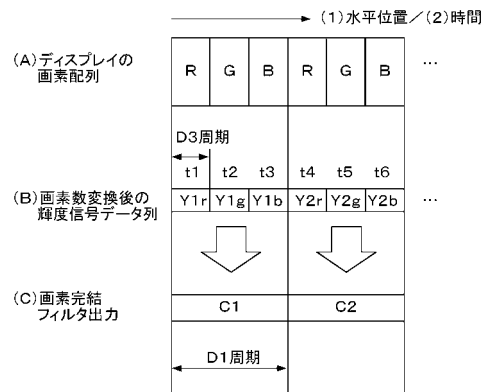 (1)水平位置/(2)時間
(A)ディスプレイの
画素配列
R G B R G B …
D3周期
t1 t2 t3 t4 t5 t6
(B)画素数変換後の
輝度信号データ列
Y1r Y1g Y1b Y2r Y2g Y2b …
(C)画素完結
フィルタ出力
C1 C2
D1周期